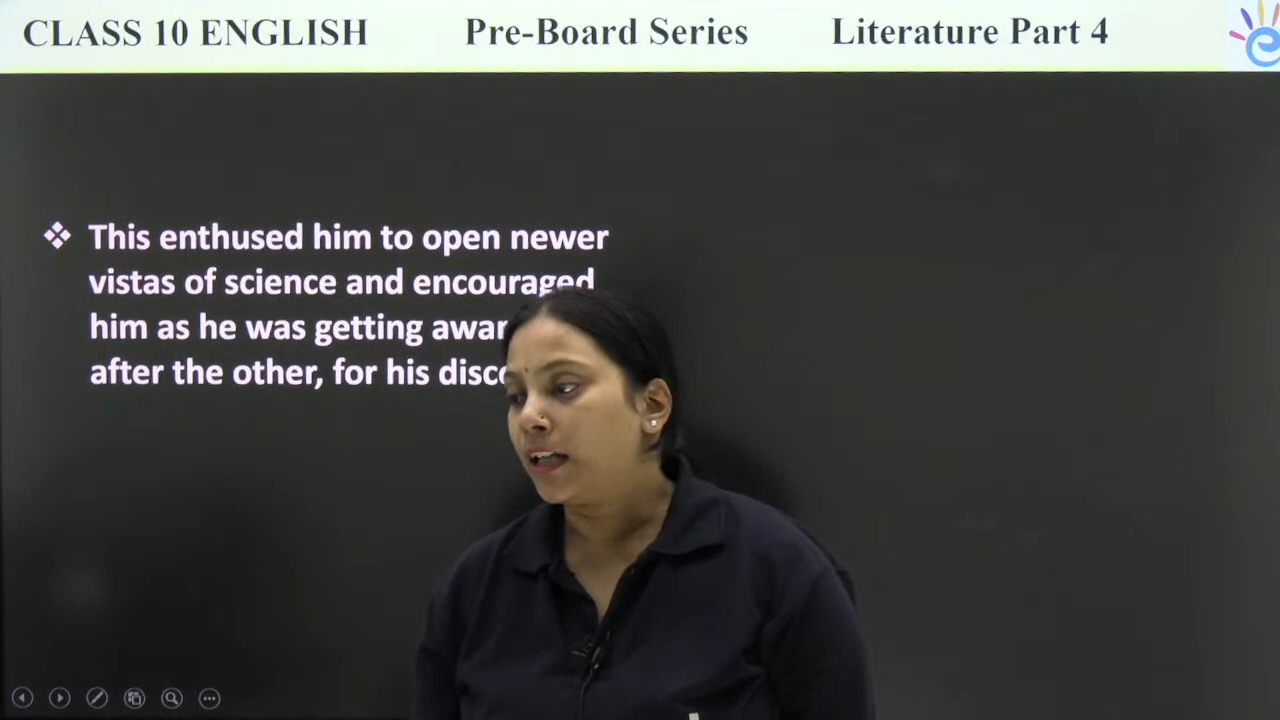 CLASS 10 ENGLISH Pre-Board Series Literature Part 4
❖ This enthused him to open newer
vistas of science and encouraged
him as he was getting
after the other, for his